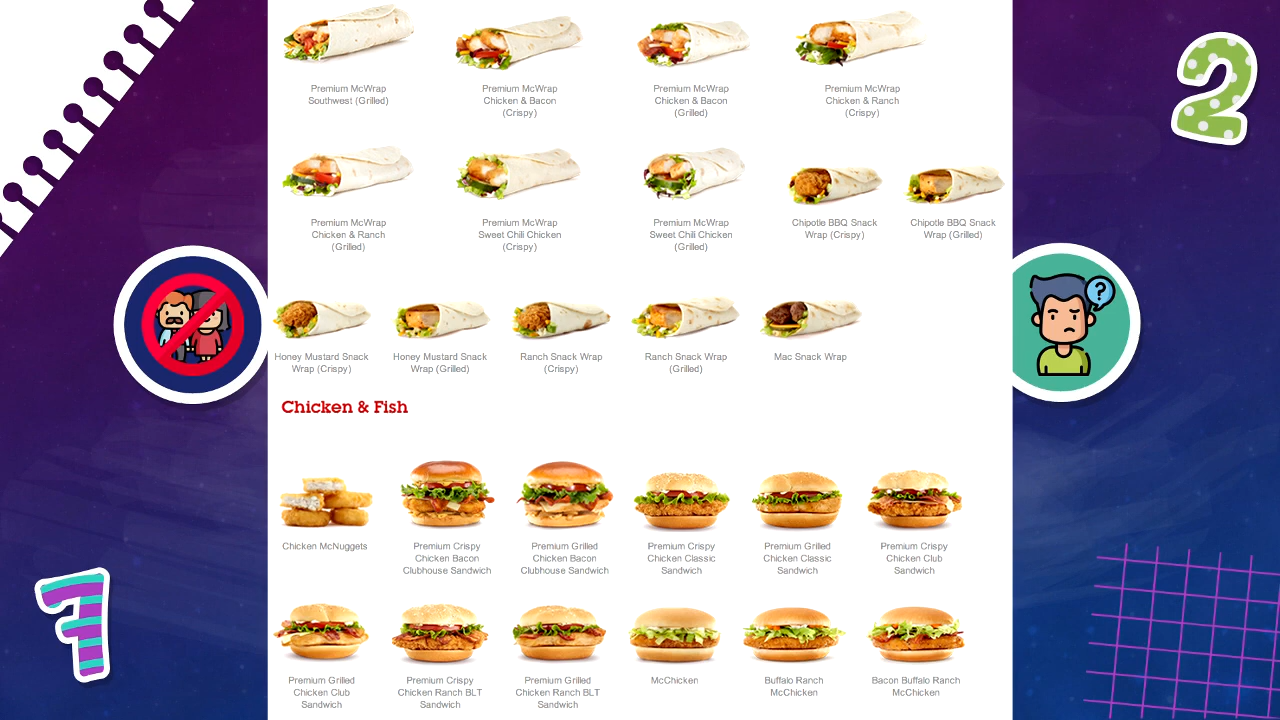 2
Premium McWrap
Southwest (Grilled)
Premium McWrap
Chicken & Bacon
(Crispy)
Premium McWrap
Chicken & Bacon
(Grilled)
Premium McWrap
Chicken & Ranch
(Crispy)
Premium McWrap
Chicken & Ranch
(Grilled)
Premium McWrap
Sweet Chili Chicken
(Crispy)
Premium McWrap
Sweet Chili Chicken
(Grilled)
Chipotle BBQ Snack
Wrap (Crispy)
Chipotle BBQ Snack
Wrap (Grilled)
?
Honey Mustard Snack
Wrap (Crispy)
Honey Mustard Snack
Wrap (Grilled)
Ranch Snack Wrap
(Crispy)
Ranch Snack Wrap
(Grilled)
Mac Snack Wrap
Chicken & Fish
Chicken McNuggets
Premium Crispy
Chicken Bacon
Clubhouse Sandwich
Premium Grilled
Chicken Bacon
Clubhouse Sandwich
Premium Crispy
Chicken Classic
Sandwich
Premium Grilled
Chicken Classic
Sandwich
Premium Crispy
Chicken Club
Sandwich
7
Premium Grilled
Chicken Club
Sandwich
Premium Crispy
Chicken Ranch BLT
Sandwich
Premium Grilled
Chicken Ranch BLT
Sandwich
McChicken
Buffalo Ranch
McChicken
Bacon Buffalo Ranch
McChicken